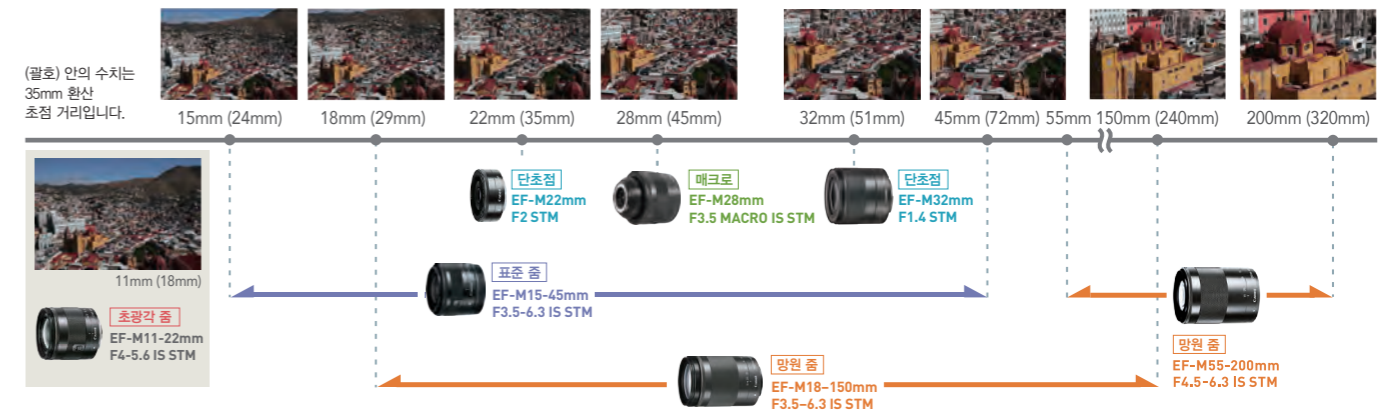 (괄호) 안의 수치는
35mm 환산
초점 거리입니다.
15mm (24mm)
18mm (29mm)
22mm (35mm)
28mm (45mm)
32mm (51mm)
45mm (72mm)
55mm
150mm (240mm)
200mm (320mm)
11mm (18mm)
초광각 줌
EF-M11-22mm
F4-5.6 IS STM
단초점
EF-M22mm
F2 STM
매크로
EF-M28mm
F3.5 MACRO IS STM
단초점
EF-M32mm
F1.4 STM
표준 줌
EF-M15-45mm
F3.5-6.3 IS STM
망원 줌
EF-M18–150mm
F3.5–6.3 IS STM
망원 줌
EF-M55-200mm
F4.5-6.3 IS STM